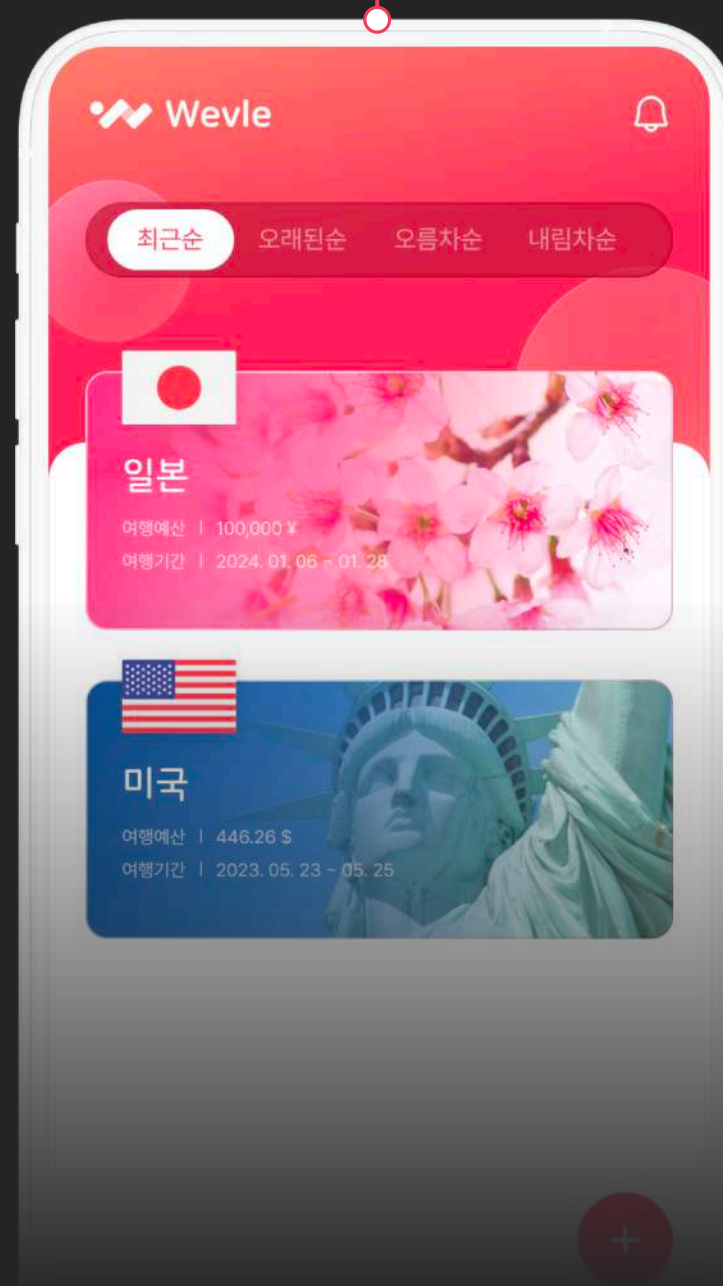 Wevle
최근순 오래된순 오름차순 내림차순
일본
여행예산 | 100,000 ¥
여행기간 | 2024. 01. 06 ~ 01. 28
미국
여행예산 | 446.26 $
여행기간 | 2023. 05. 23 ~ 05. 25
+